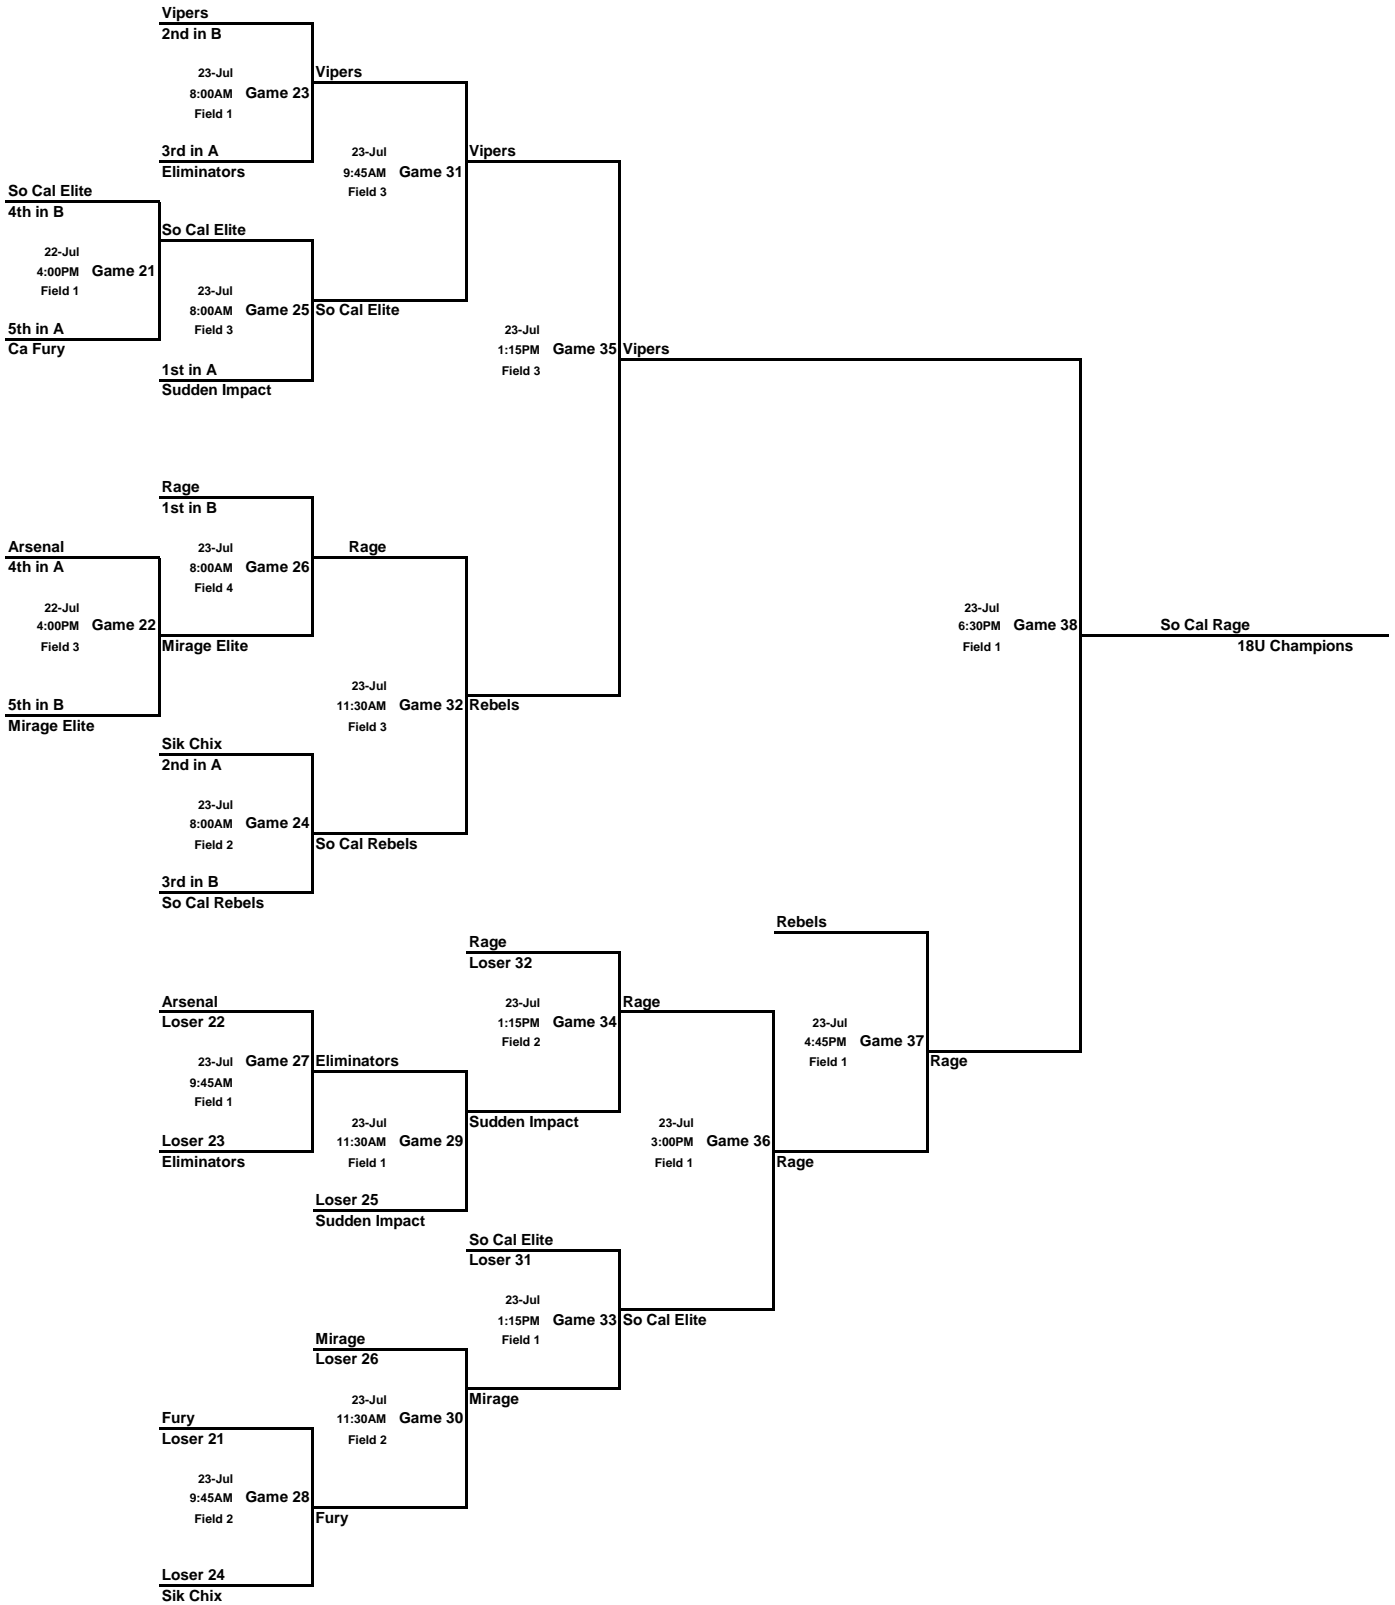 Vipers
2nd in B
23-Jul
Vipers
8:00AM Game 23
Field 1
3rd in A
Eliminators
23-Jul
Vipers
9:45AM Game 31
Field 3
So Cal Elite
4th in B
So Cal Elite
22-Jul
4:00PM Game 21
Field 1
23-Jul
8:00AM Game 25 So Cal Elite
Field 3
5th in A
Ca Fury
1st in A
Sudden Impact
23-Jul
1:15PM Game 35 Vipers
Field 3
Rage
1st in B
Arsenal
4th in A
23-Jul
Rage
8:00AM Game 26
Field 4
22-Jul
4:00PM Game 22
Field 3
Mirage Elite
23-Jul
6:30PM Game 38
Field 1
So Cal Rage
18U Champions
5th in B
Mirage Elite
23-Jul
11:30AM Game 32 Rebels
Field 3
Sik Chix
2nd in A
23-Jul
8:00AM Game 24
Field 2
So Cal Rebels
3rd in B
So Cal Rebels
Rebels
Rage
Loser 32
Arsenal
Loser 22
23-Jul
Rage
1:15PM Game 34
Field 2
23-Jul
4:45PM Game 37
Field 1
Rage
23-Jul Game 27 Eliminators
9:45AM
Field 1
Loser 23
Eliminators
23-Jul
Sudden Impact
11:30AM Game 29
Field 1
23-Jul
3:00PM Game 36
Field 1
Rage
Loser 25
Sudden Impact
So Cal Elite
Loser 31
23-Jul
1:15PM Game 33 So Cal Elite
Field 1
Mirage
Loser 26
23-Jul
Mirage
11:30AM Game 30
Field 2
Fury
Loser 21
23-Jul
9:45AM Game 28
Field 2
Fury
Loser 24
Sik Chix